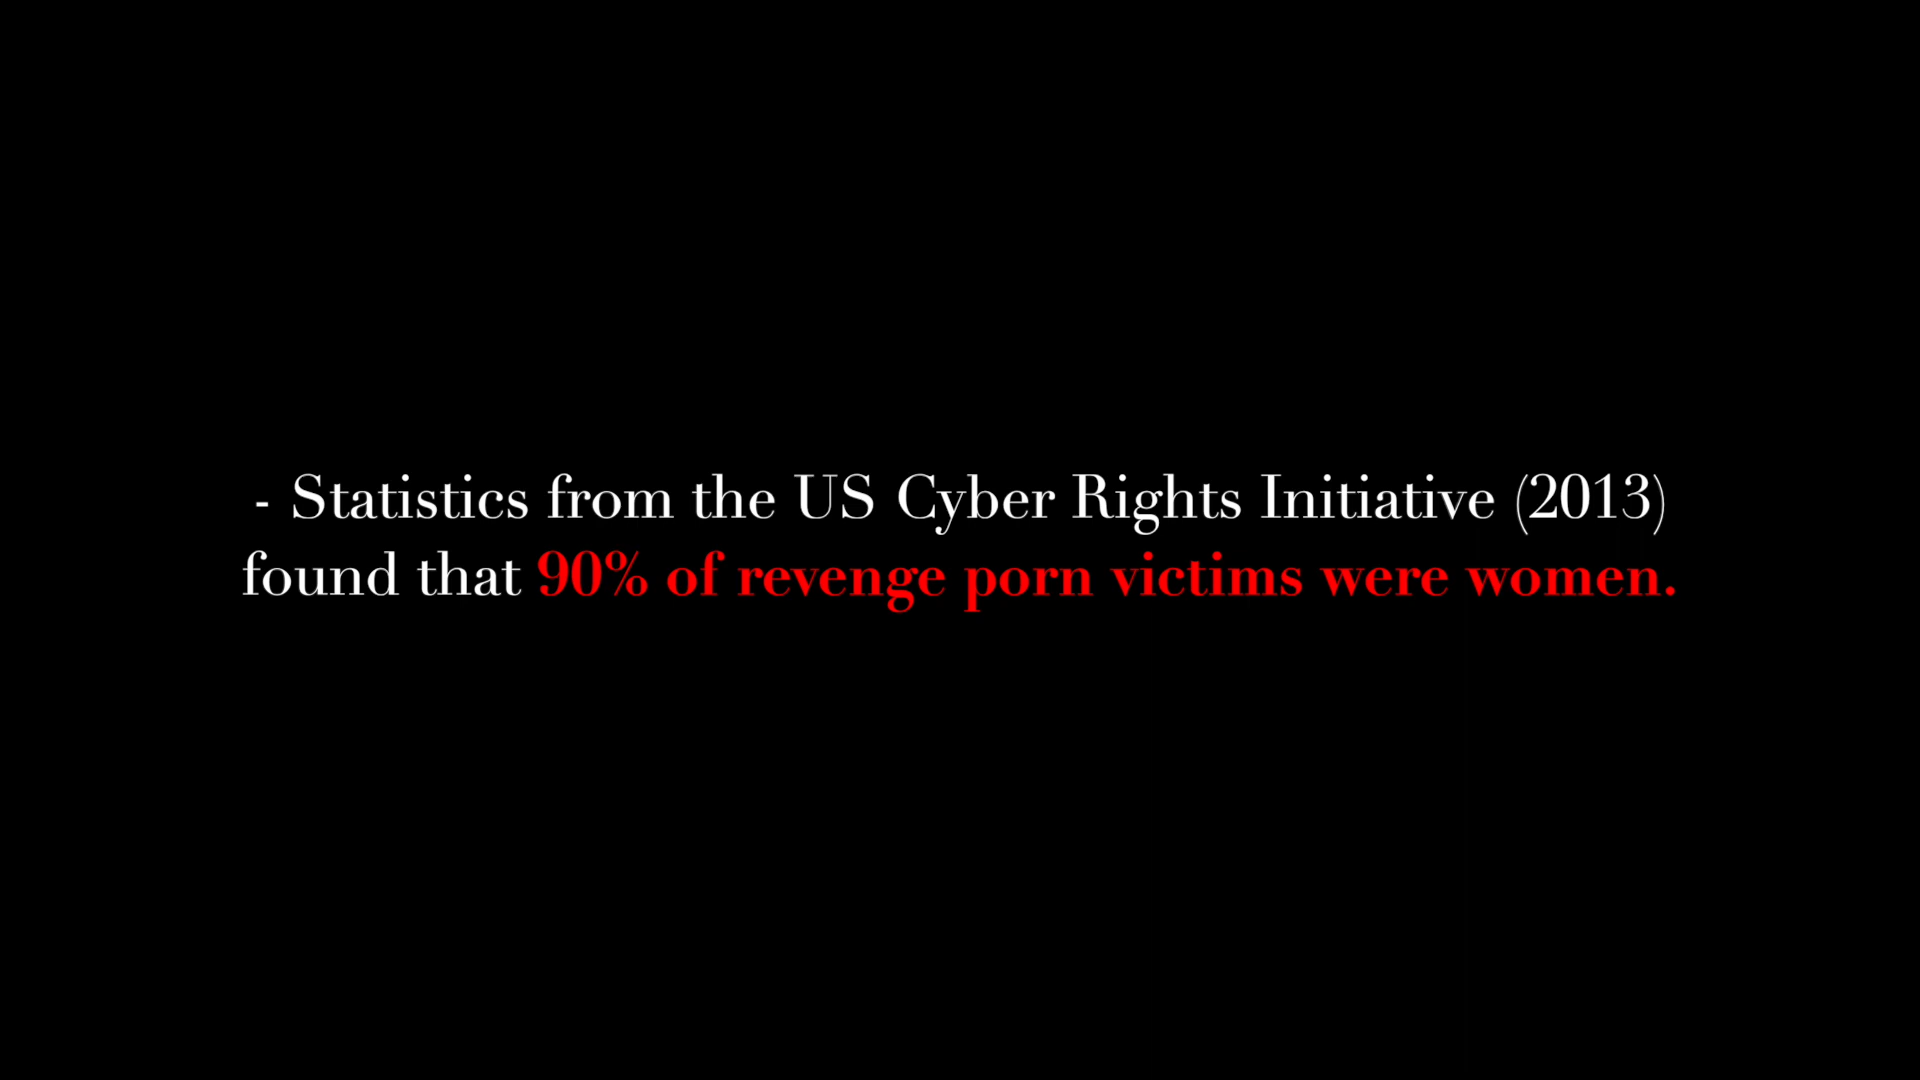 - Statistics from the US Cyber Rights Initiative (2013)
found that 90% of revenge porn victims were women.